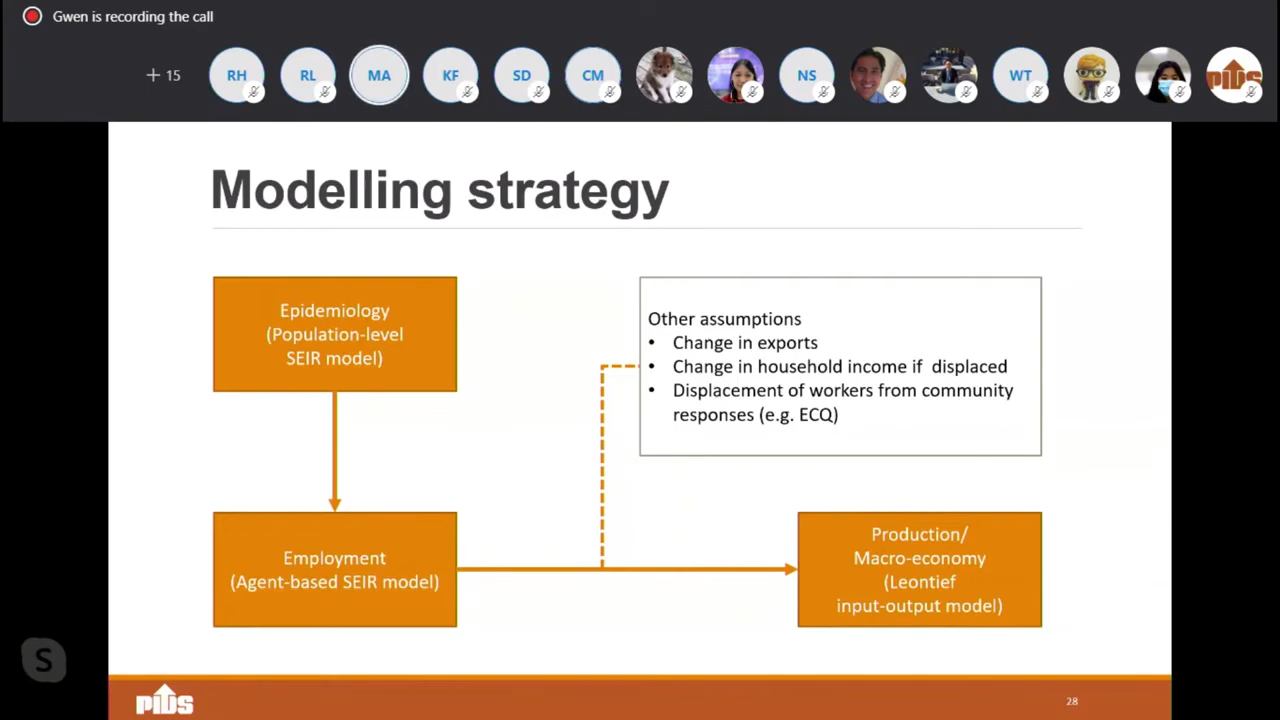 Gwen is recording the call
+ 15
RH
RL
MA
KF
SD
CM
NS
WT
PIDS
Modelling strategy
Epidemiology
(Population-level
SEIR model)
Other assumptions
• Change in exports
• Change in household income if displaced
• Displacement of workers from community
responses (e.g. ECQ)
Employment
(Agent-based SEIR model)
Production/
Macro-economy
(Leontief
input-output model)
S
PIDS
28